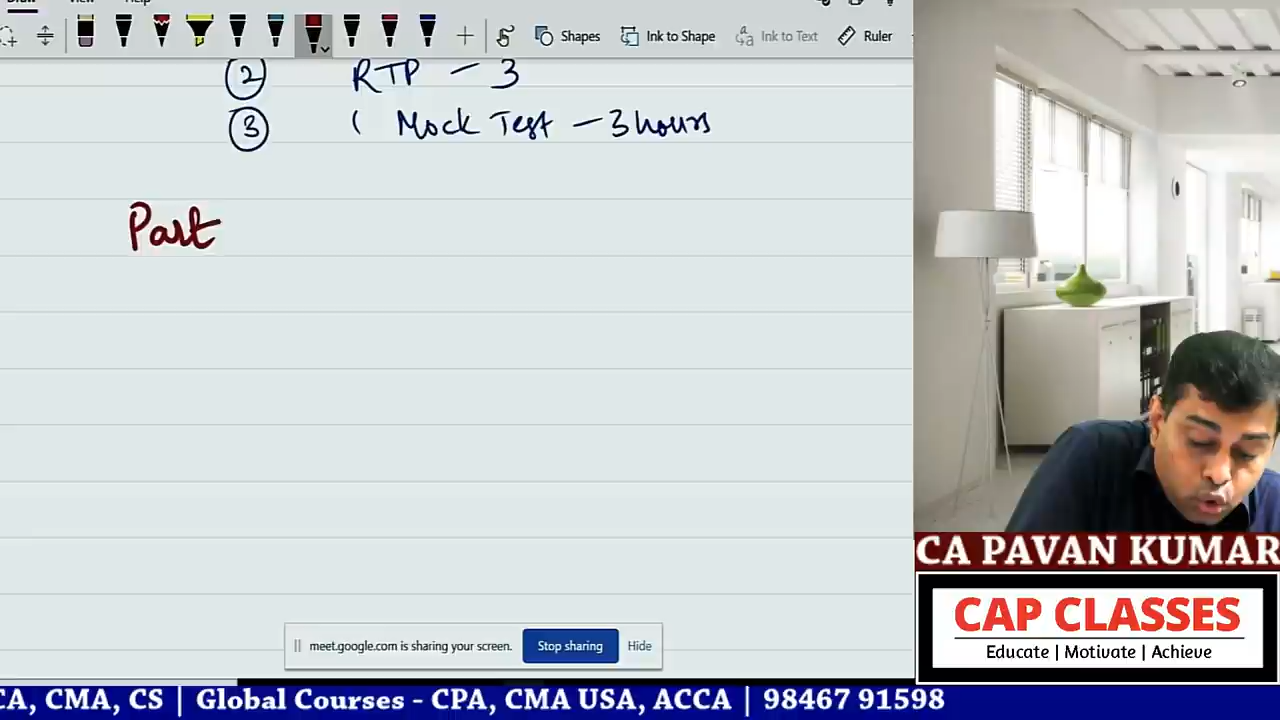 Shapes Ink to Shape Ink to Text Ruler
2 RTP - 3
3 ( Mock Test - 3 hours
Part
meet.google.com is sharing your screen. Stop sharing Hide
CA PAVAN KUMAR
CAP CLASSES
Educate | Motivate | Achieve
CA, CMA, CS | Global Courses - CPA, CMA USA, ACCA | 98467 91598